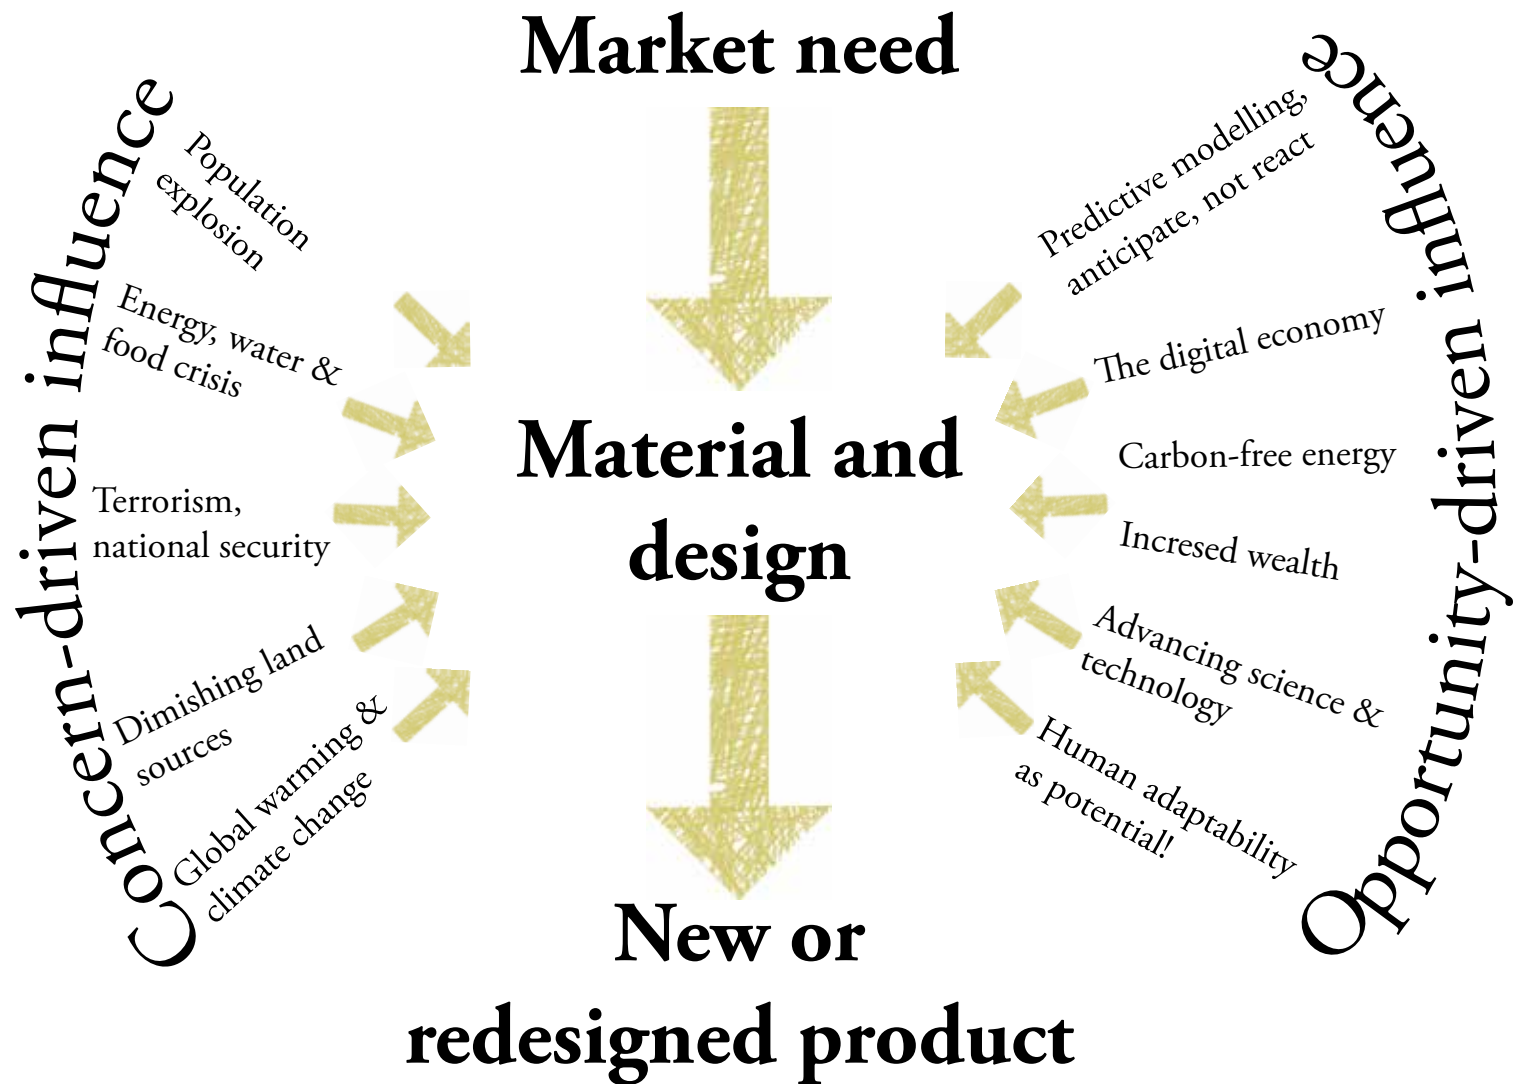 Market need
Concern-driven influence
Population
explosion
Energy, water &
food crisis
Terrorism,
national security
Dimishing land
sources
Global warming &
climate change
Material and
design
Opportunity-driven influence
Predictive modelling,
anticipate, not react
The digital economy
Carbon-free energy
Incresed wealth
Advancing science &
technology
Human adaptability
as potential!
New or
redesigned product